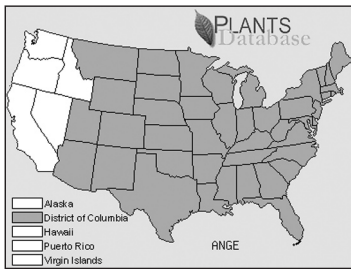 PLANTS
Database
Alaska
District of Columbia
Hawaii
Puerto Rico
Virgin Islands
ANGE